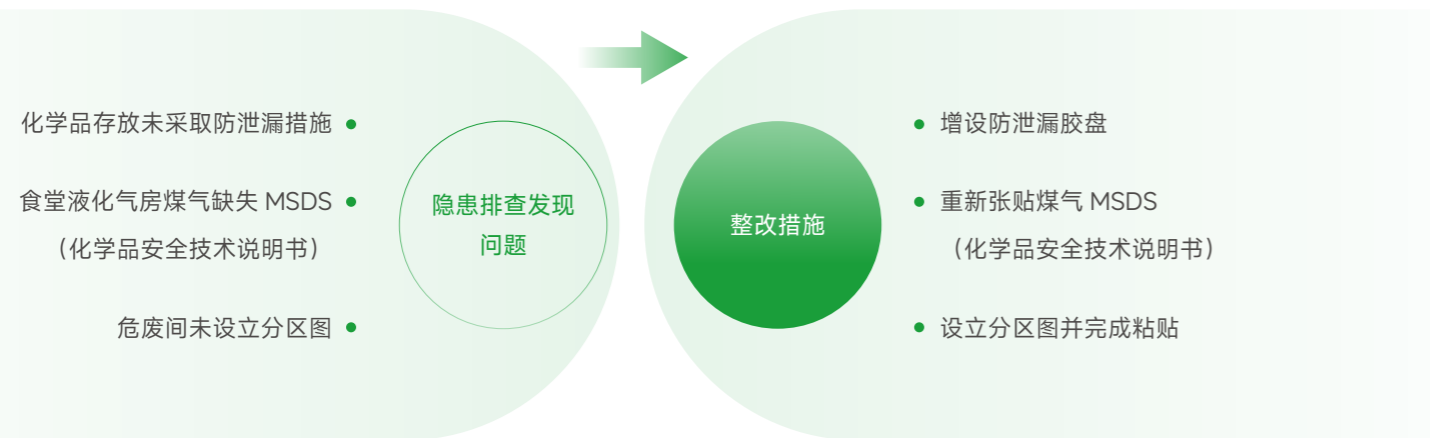 化学品存放未采取防泄漏措施
食堂液化气房煤气缺失 MSDS
（化学品安全技术说明书）
危废间未设立分区图
隐患排查发现
问题
整改措施
增设防泄漏胶盘
重新张贴煤气 MSDS
（化学品安全技术说明书）
设立分区图并完成粘贴